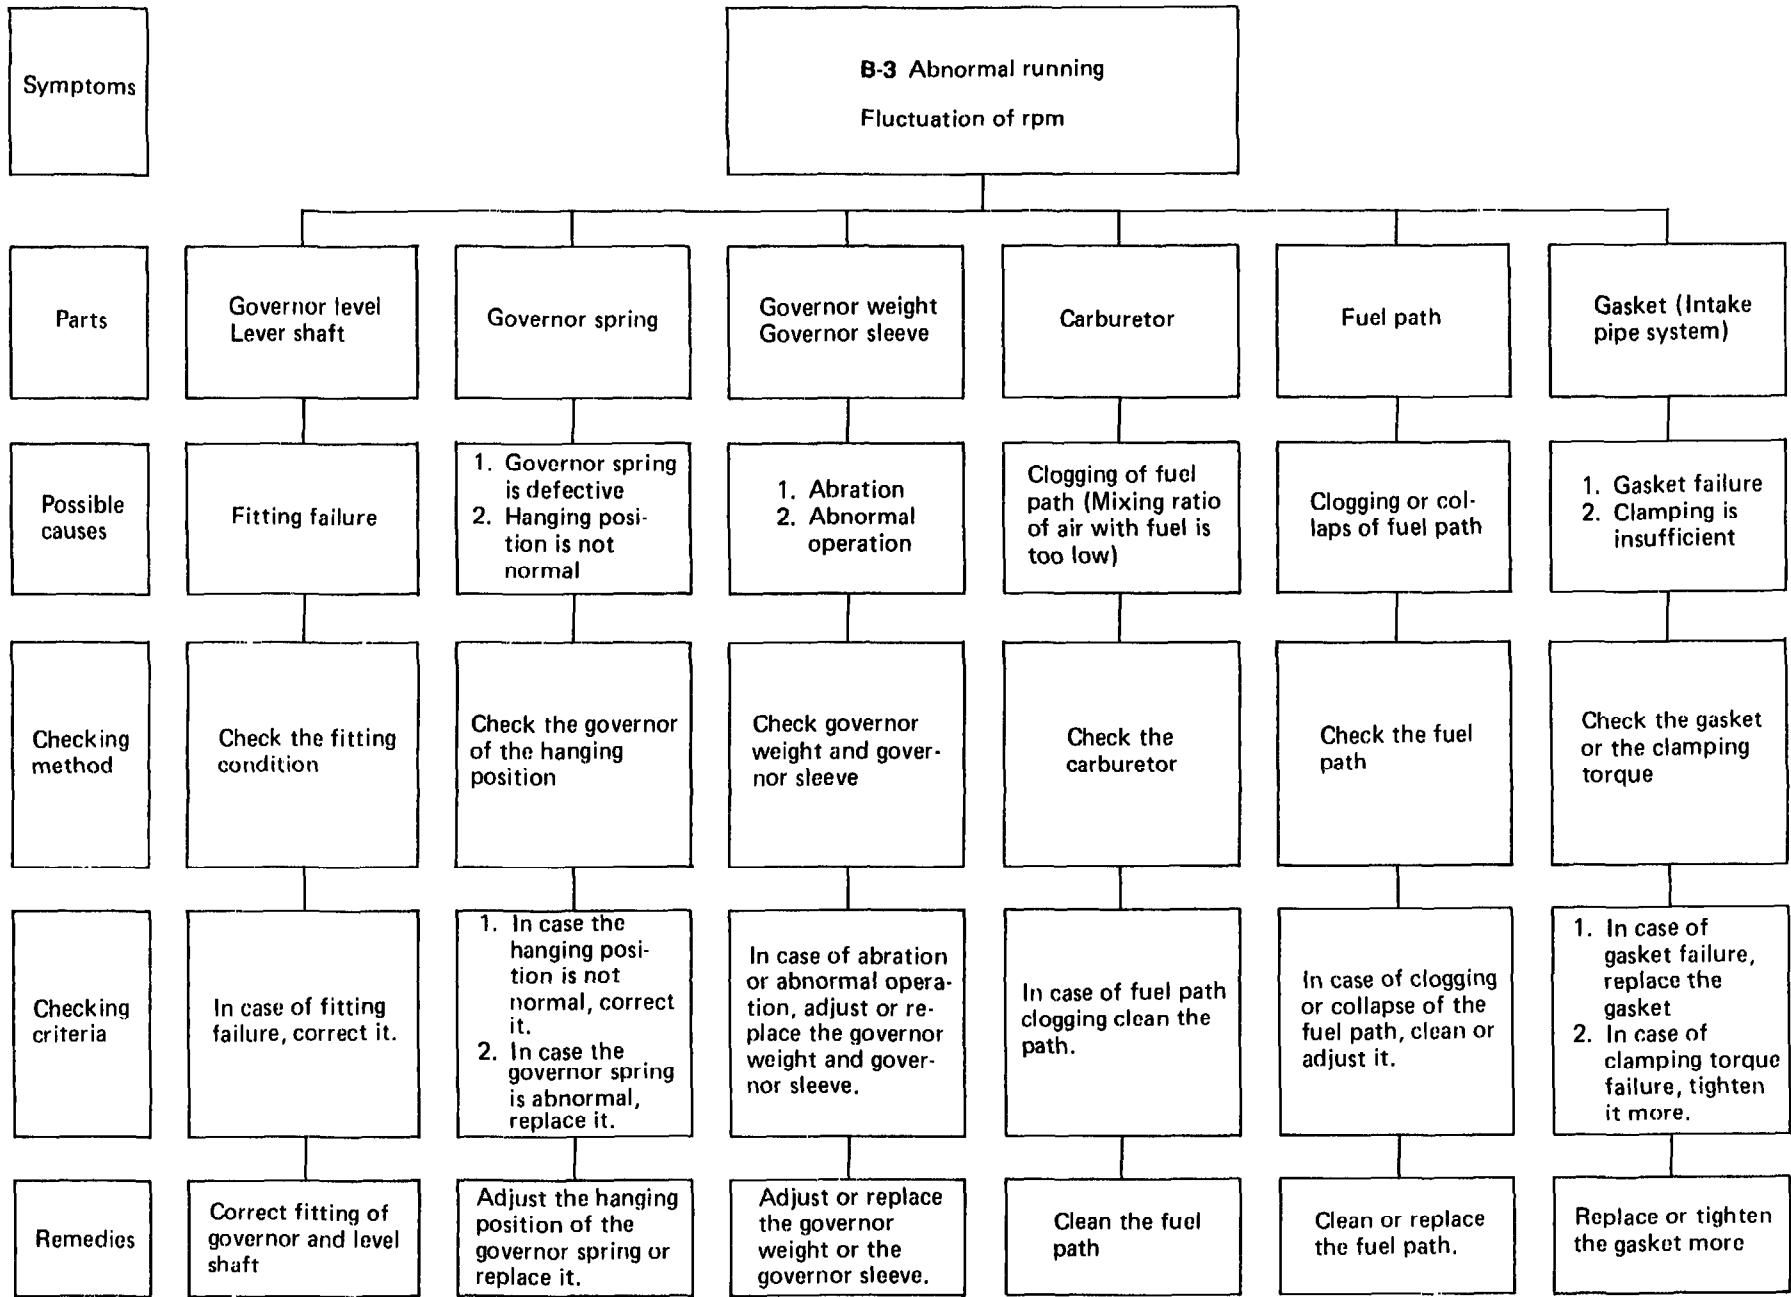 Symptoms
B-3 Abnormal running
Fluctuation of rpm
Parts
Governor level
Lever shaft
Governor spring
Governor weight
Governor sleeve
Carburetor
Fuel path
Gasket (Intake
pipe system)
Possible
causes
Fitting failure
1. Governor spring
is defective
2. Hanging posi-
tion is not
normal
1. Abration
2. Abnormal
operation
Clogging of fuel
path (Mixing ratio
of air with fuel is
too low)
Clogging or col-
laps of fuel path
1. Gasket failure
2. Clamping is
insufficient
Checking
method
Check the fitting
condition
Check the governor
of the hanging
position
Check governor
weight and gover-
nor sleeve
Check the
carburetor
Check the fuel
path
Check the gasket
or the clamping
torque
Checking
criteria
In case of fitting
failure, correct it.
1. In case the
hanging posi-
tion is not
normal, correct
it.
2. In case the
governor spring
is abnormal,
replace it.
In case of abration
or abnormal opera-
tion, adjust or re-
place the governor
weight and gover-
nor sleeve.
In case of fuel path
clogging clean the
path.
In case of clogging
or collapse of the
fuel path, clean or
adjust it.
1. In case of
gasket failure,
replace the
gasket
2. In case of
clamping torque
failure, tighten
it more.
Remedies
Correct fitting of
governor and level
shaft
Adjust the hanging
position of the
governor spring or
replace it.
Adjust or replace
the governor
weight or the
governor sleeve.
Clean the fuel
path
Clean or replace
the fuel path.
Replace or tighten
the gasket more